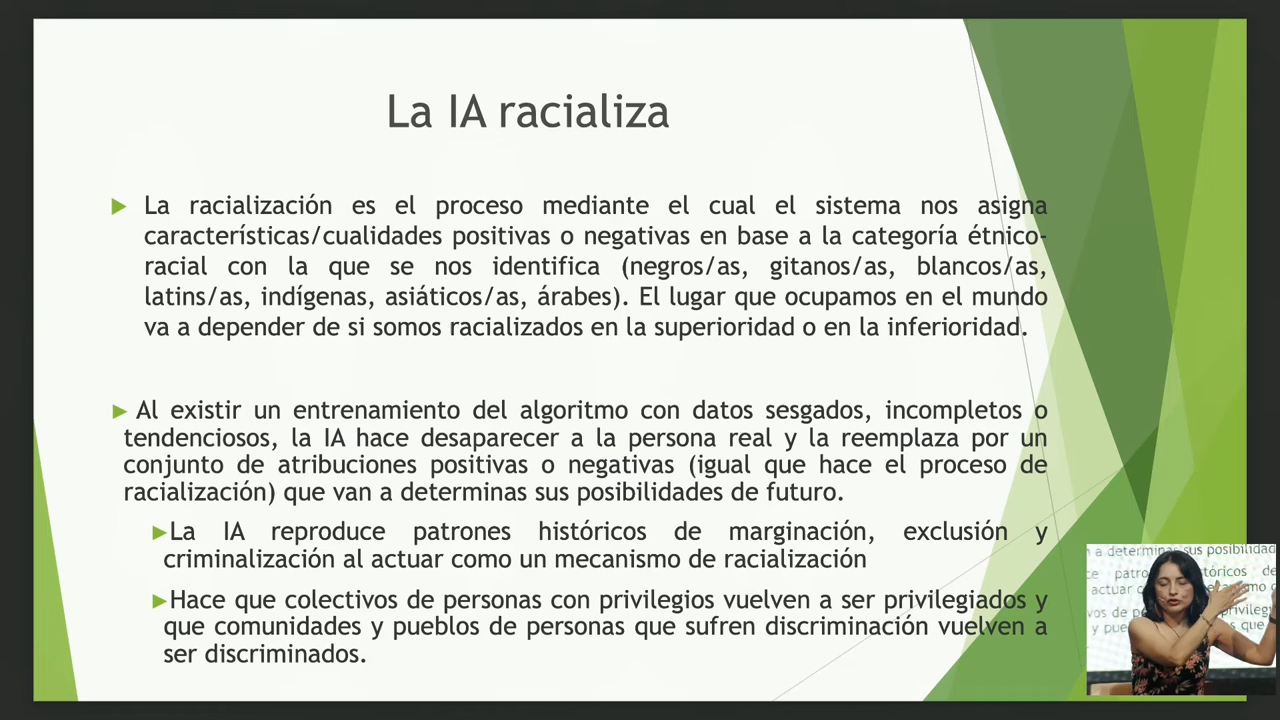 La IA racializa
La racialización es el proceso mediante el cual el sistema nos asigna
características/cualidades positivas o negativas en base a la categoría étnico-
racial con la que se nos identifica (negros/as, gitanos/as, blancos/as,
latins/as, indígenas, asiáticos/as, árabes). El lugar que ocupamos en el mundo
va a depender de si somos racializados en la superioridad o en la inferioridad.
Al existir un entrenamiento del algoritmo con datos sesgados, incompletos o
tendenciosos, la IA hace desaparecer a la persona real y la reemplaza por un
conjunto de atribuciones positivas o negativas (igual que hace el proceso de
racialización) que van a determinas sus posibilidades de futuro.
La IA reproduce patrones históricos de marginación, exclusión y
criminalización al actuar como un mecanismo de racialización
Hace que colectivos de personas con privilegios vuelven a ser privilegiados y
que comunidades y pueblos de personas que sufren discriminación vuelven a
ser discriminados.
a determinas sus
actuar